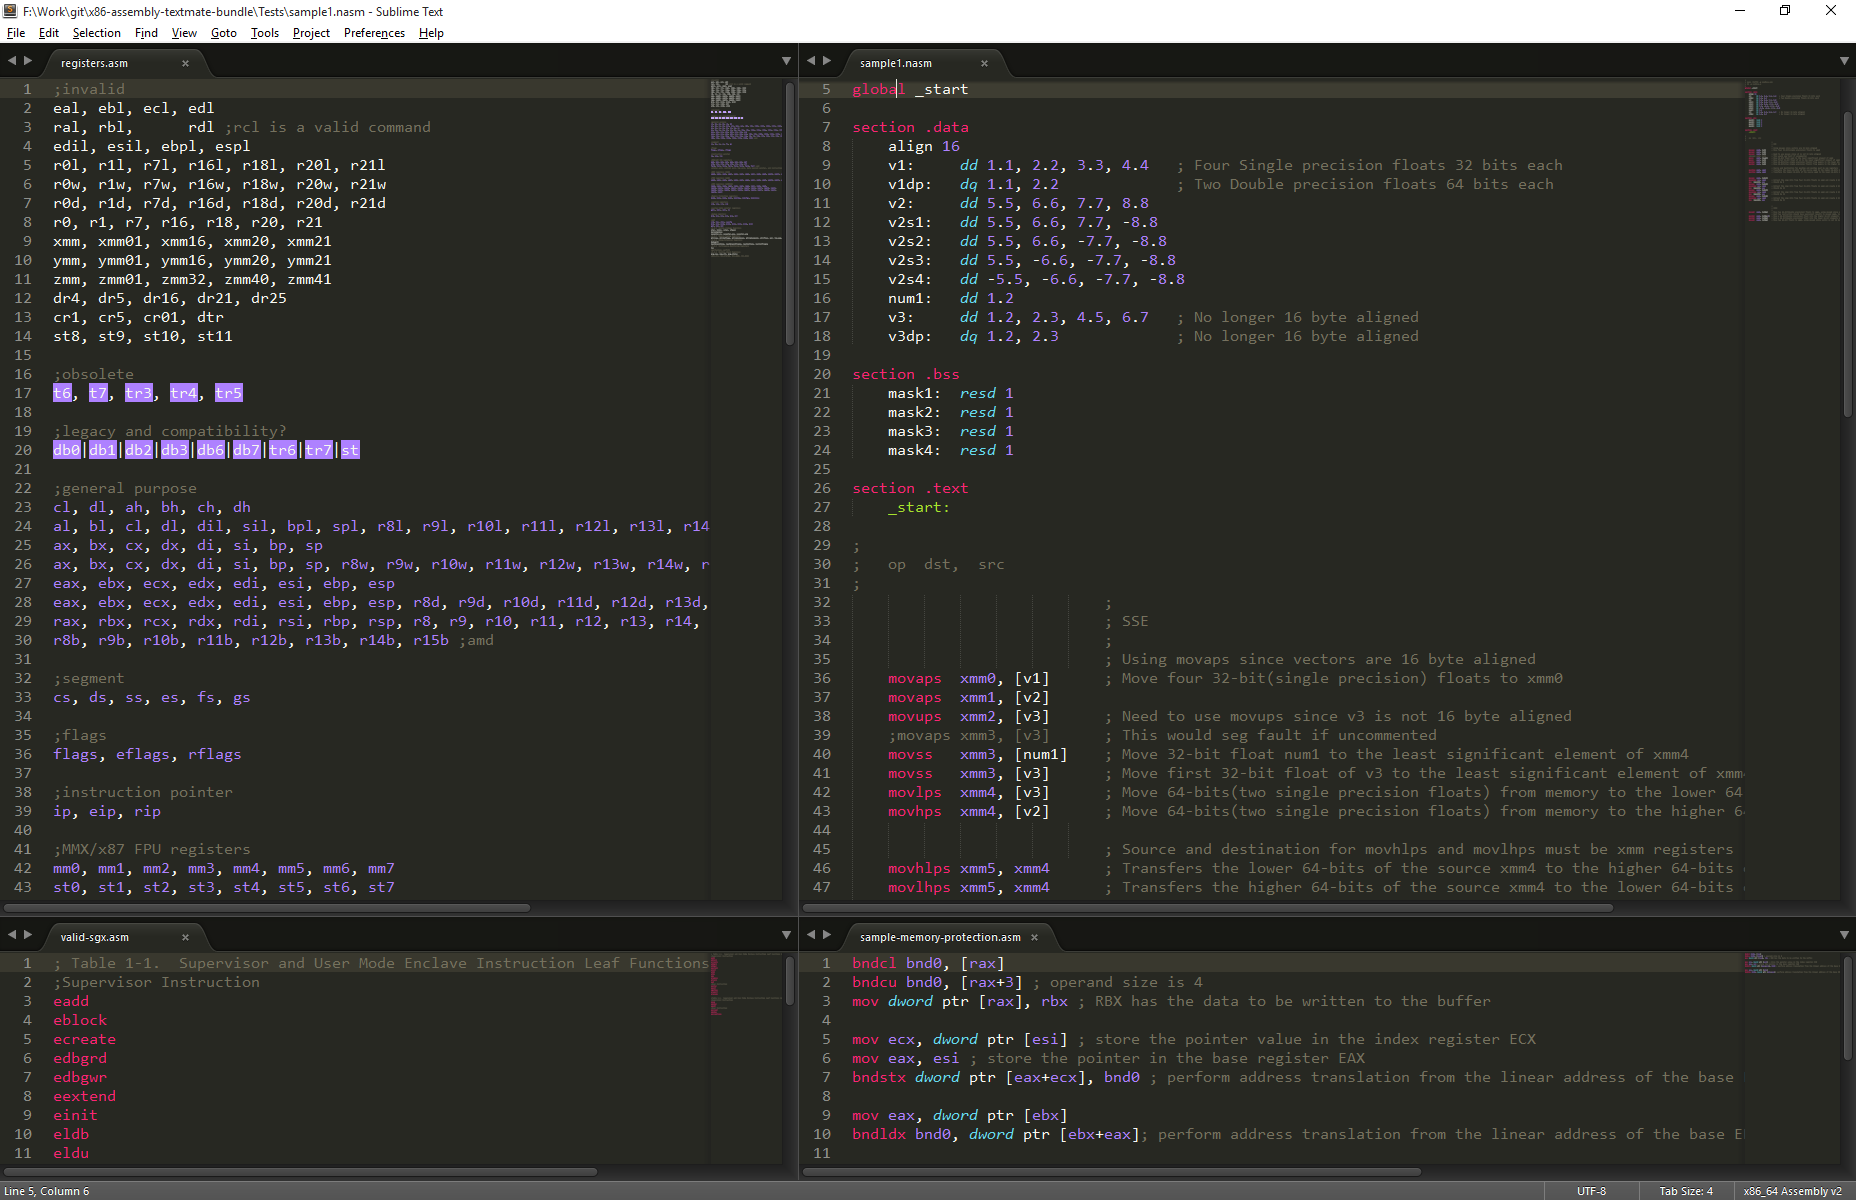 F:\Work\git\x86-assembly-textmate-bundle\Tests\sample1.nasm - Sublime Text
File Edit Selection Find View Goto Tools Project Preferences Help
registers.asm
1 ;invalid
2 eal, ebl, ecl, edl
3 ral, rbl, rdl ;rcl is a valid command
4 edil, esil, ebpl, espl
5 r0l, r1l, r7l, r16l, r18l, r20l, r21l
6 r0w, r1w, r7w, r16w, r18w, r20w, r21w
7 r0d, r1d, r7d, r16d, r18d, r20d, r21d
8 r0, r1, r7, r16, r18, r20, r21
9 xmm, xmm01, xmm16, xmm20, xmm21
10 ymm, ymm01, ymm16, ymm20, ymm21
11 zmm, zmm01, zmm32, zmm40, zmm41
12 dr4, dr5, dr16, dr21, dr25
13 cr1, cr5, cr01, dtr
14 st8, st9, st10, st11
15
16 ;obsolete
17 t6, t7, tr3, tr4, tr5
18
19 ;legacy and compatibility?
20 db0|db1|db2|db3|db6|db7|tr6|tr7|st
21
22 ;general purpose
23 cl, dl, ah, bh, ch, dh
24 al, bl, cl, dl, dil, sil, bpl, spl, r8l, r9l, r10l, r11l, r12l, r13l, r14
25 ax, bx, cx, dx, di, si, bp, sp
26 ax, bx, cx, dx, di, si, bp, sp, r8w, r9w, r10w, r11w, r12w, r13w, r14w, r
27 eax, ebx, ecx, edx, edi, esi, ebp, esp
28 eax, ebx, ecx, edx, edi, esi, ebp, esp, r8d, r9d, r10d, r11d, r12d, r13d,
29 rax, rbx, rcx, rdx, rdi, rsi, rbp, rsp, r8, r9, r10, r11, r12, r13, r14,
30 r8b, r9b, r10b, r11b, r12b, r13b, r14b, r15b ;amd
31
32 ;segment
33 cs, ds, ss, es, fs, gs
34
35 ;flags
36 flags, eflags, rflags
37
38 ;instruction pointer
39 ip, eip, rip
40
41 ;MMX/x87 FPU registers
42 mm0, mm1, mm2, mm3, mm4, mm5, mm6, mm7
43 st0, st1, st2, st3, st4, st5, st6, st7
sample1.nasm
5 global _start
6
7 section .data
8 align 16
9 v1: dd 1.1, 2.2, 3.3, 4.4 ; Four Single precision floats 32 bits each
10 v1dp: dq 1.1, 2.2 ; Two Double precision floats 64 bits each
11 v2: dd 5.5, 6.6, 7.7, 8.8
12 v2s1: dd 5.5, 6.6, 7.7, -8.8
13 v2s2: dd 5.5, 6.6, -7.7, -8.8
14 v2s3: dd 5.5, -6.6, -7.7, -8.8
15 v2s4: dd -5.5, -6.6, -7.7, -8.8
16 num1: dd 1.2
17 v3: dd 1.2, 2.3, 4.5, 6.7 ; No longer 16 byte aligned
18 v3dp: dq 1.2, 2.3 ; No longer 16 byte aligned
19
20 section .bss
21 mask1: resd 1
22 mask2: resd 1
23 mask3: resd 1
24 mask4: resd 1
25
26 section .text
27 _start:
28
29 ;
30 ; op dst, src
31 ;
32 ;
33 ; SSE
34 ;
35 ; Using movaps since vectors are 16 byte aligned
36 movaps xmm0, [v1] ; Move four 32-bit(single precision) floats to xmm0
37 movaps xmm1, [v2]
38 movups xmm2, [v3] ; Need to use movups since v3 is not 16 byte aligned
39 ;movaps xmm3, [v3] ; This would seg fault if uncommented
40 movss xmm3, [num1] ; Move 32-bit float num1 to the least significant element of xmm4
41 movss xmm3, [v3] ; Move first 32-bit float of v3 to the least significant element of xmm
42 movlps xmm4, [v3] ; Move 64-bits(two single precision floats) from memory to the lower 64
43 movhps xmm4, [v2] ; Move 64-bits(two single precision floats) from memory to the higher 6
44
45 ; Source and destination for movhlps and movlhps must be xmm registers
46 movhlps xmm5, xmm4 ; Transfers the lower 64-bits of the source xmm4 to the higher 64-bits
47 movlhps xmm5, xmm4 ; Transfers the higher 64-bits of the source xmm4 to the lower 64-bits
valid-sgx.asm
1 ; Table 1-1. Supervisor and User Mode Enclave Instruction Leaf Functions
2 ;Supervisor Instruction
3 eadd
4 eblock
5 ecreate
6 edbgrd
7 edbgwr
8 eextend
9 einit
10 eldb
11 eldu
sample-memory-protection.asm
1 bndcl bnd0, [rax]
2 bndcu bnd0, [rax+3] ; operand size is 4
3 mov dword ptr [rax], rbx ; RBX has the data to be written to the buffer
4
5 mov ecx, dword ptr [esi] ; store the pointer value in the index register ECX
6 mov eax, esi ; store the pointer in the base register EAX
7 bndstx dword ptr [eax+ecx], bnd0 ; perform address translation from the linear address of the base
8
9 mov eax, dword ptr [ebx]
10 bndldx bnd0, dword ptr [ebx+eax]; perform address translation from the linear address of the base E
11
Line 5, Column 6 UTF-8 Tab Size: 4 x86_64 Assembly v2